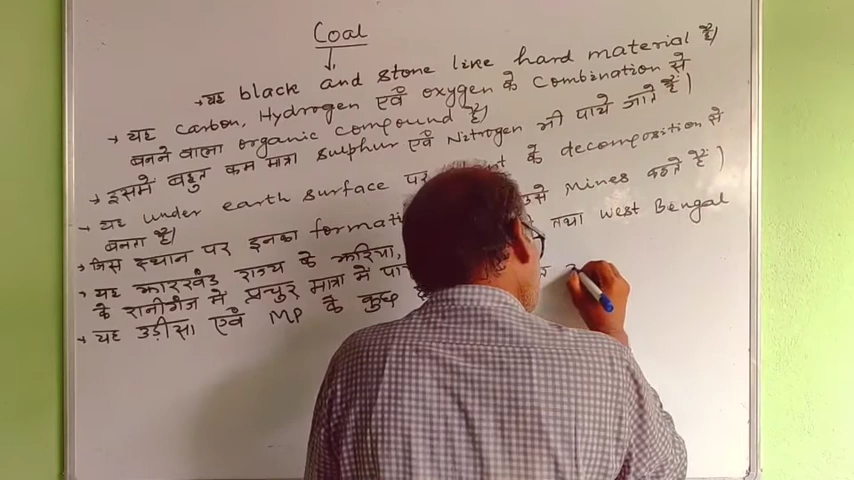 Coal
→ यह black and stone like hard material है।
→ यह carbon, Hydrogen एवँ oxygen के combination से
बनने वाला organic compound है।
→ इसमें बहुत कम मात्रा sulphur एवँ Nitrogen भी पाये जाते हैं।
→ यह under earth surface पर के decomposition से
बनता है।
→ जिस स्थान पर इनका उसे Mines कहते हैं।
→ यह झारखंड राज्य के झरिया, तथा West Bengal
के रानीगंज में प्रचुर मात्रा में
→ यह उड़ीसा एवँ MP के कुछ